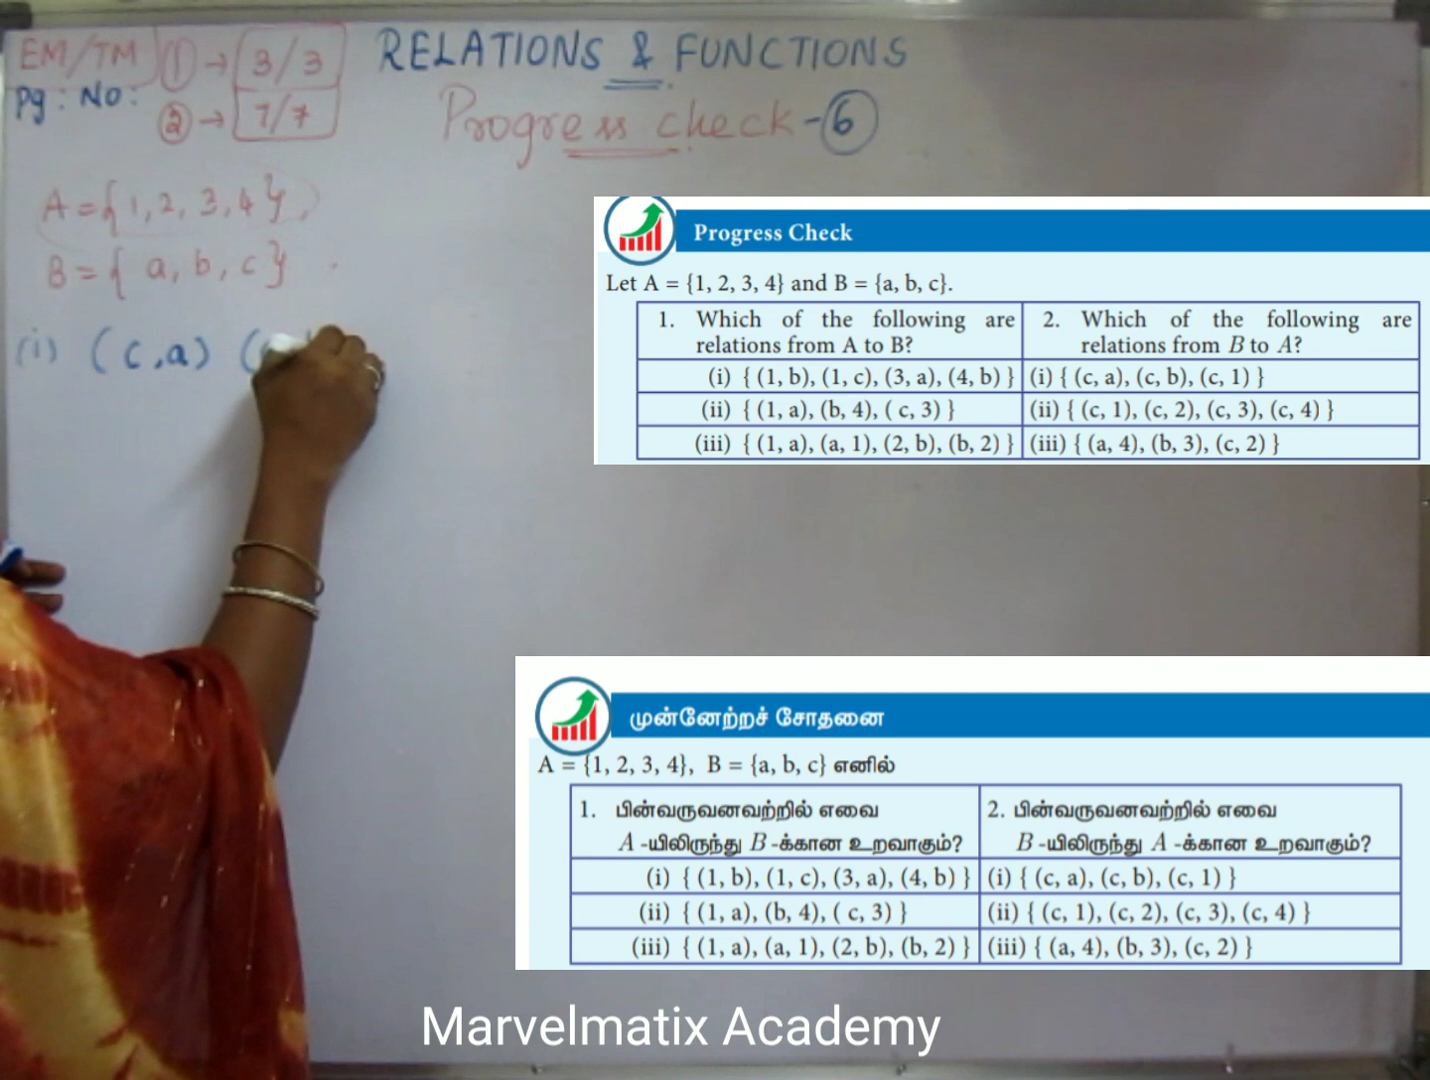 EM/TM ① → 3/3
Pg: No: ② → 7/7
RELATIONS & FUNCTIONS
Progress check-⑥
A={1,2,3,4},
B={a,b,c}
(i) (c,a) (
Progress Check
Let A = {1, 2, 3, 4} and B = {a, b, c}.
1. Which of the following are
relations from A to B?
2. Which of the following are
relations from B to A?
(i) { (1, b), (1, c), (3, a), (4, b) } (i) { (c, a), (c, b), (c, 1) }
(ii) { (1, a), (b, 4), ( c, 3) } (ii) { (c, 1), (c, 2), (c, 3), (c, 4) }
(iii) { (1, a), (a, 1), (2, b), (b, 2) } (iii) { (a, 4), (b, 3), (c, 2) }
முன்னேற்றச் சோதனை
A = {1, 2, 3, 4}, B = {a, b, c} எனில்
1. பின்வருவனவற்றில் எவை
A -யிலிருந்து B -க்கான உறவாகும்?
2. பின்வருவனவற்றில் எவை
B -யிலிருந்து A -க்கான உறவாகும்?
(i) { (1, b), (1, c), (3, a), (4, b) } (i) { (c, a), (c, b), (c, 1) }
(ii) { (1, a), (b, 4), ( c, 3) } (ii) { (c, 1), (c, 2), (c, 3), (c, 4) }
(iii) { (1, a), (a, 1), (2, b), (b, 2) } (iii) { (a, 4), (b, 3), (c, 2) }
Marvelmatix Academy